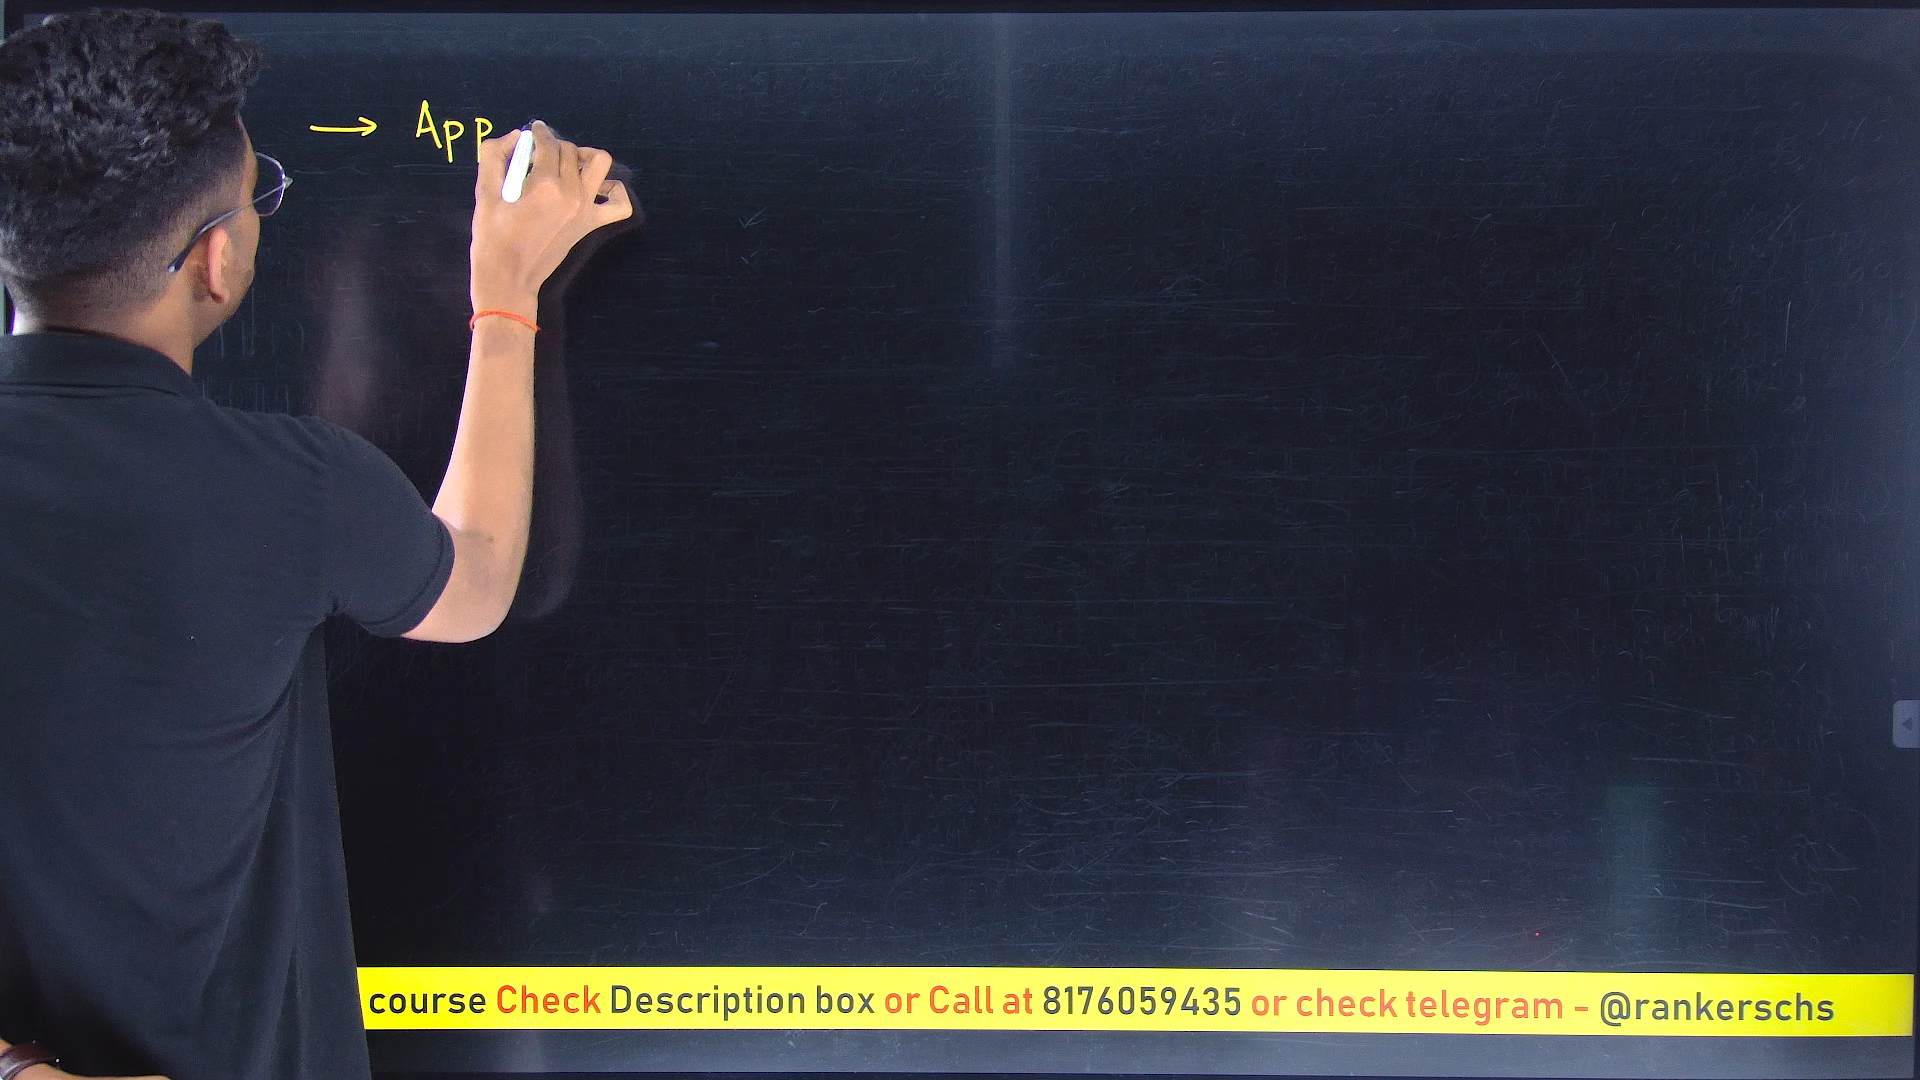 → App
course Check Description box or Call at 8176059435 or check telegram - @rankerschs